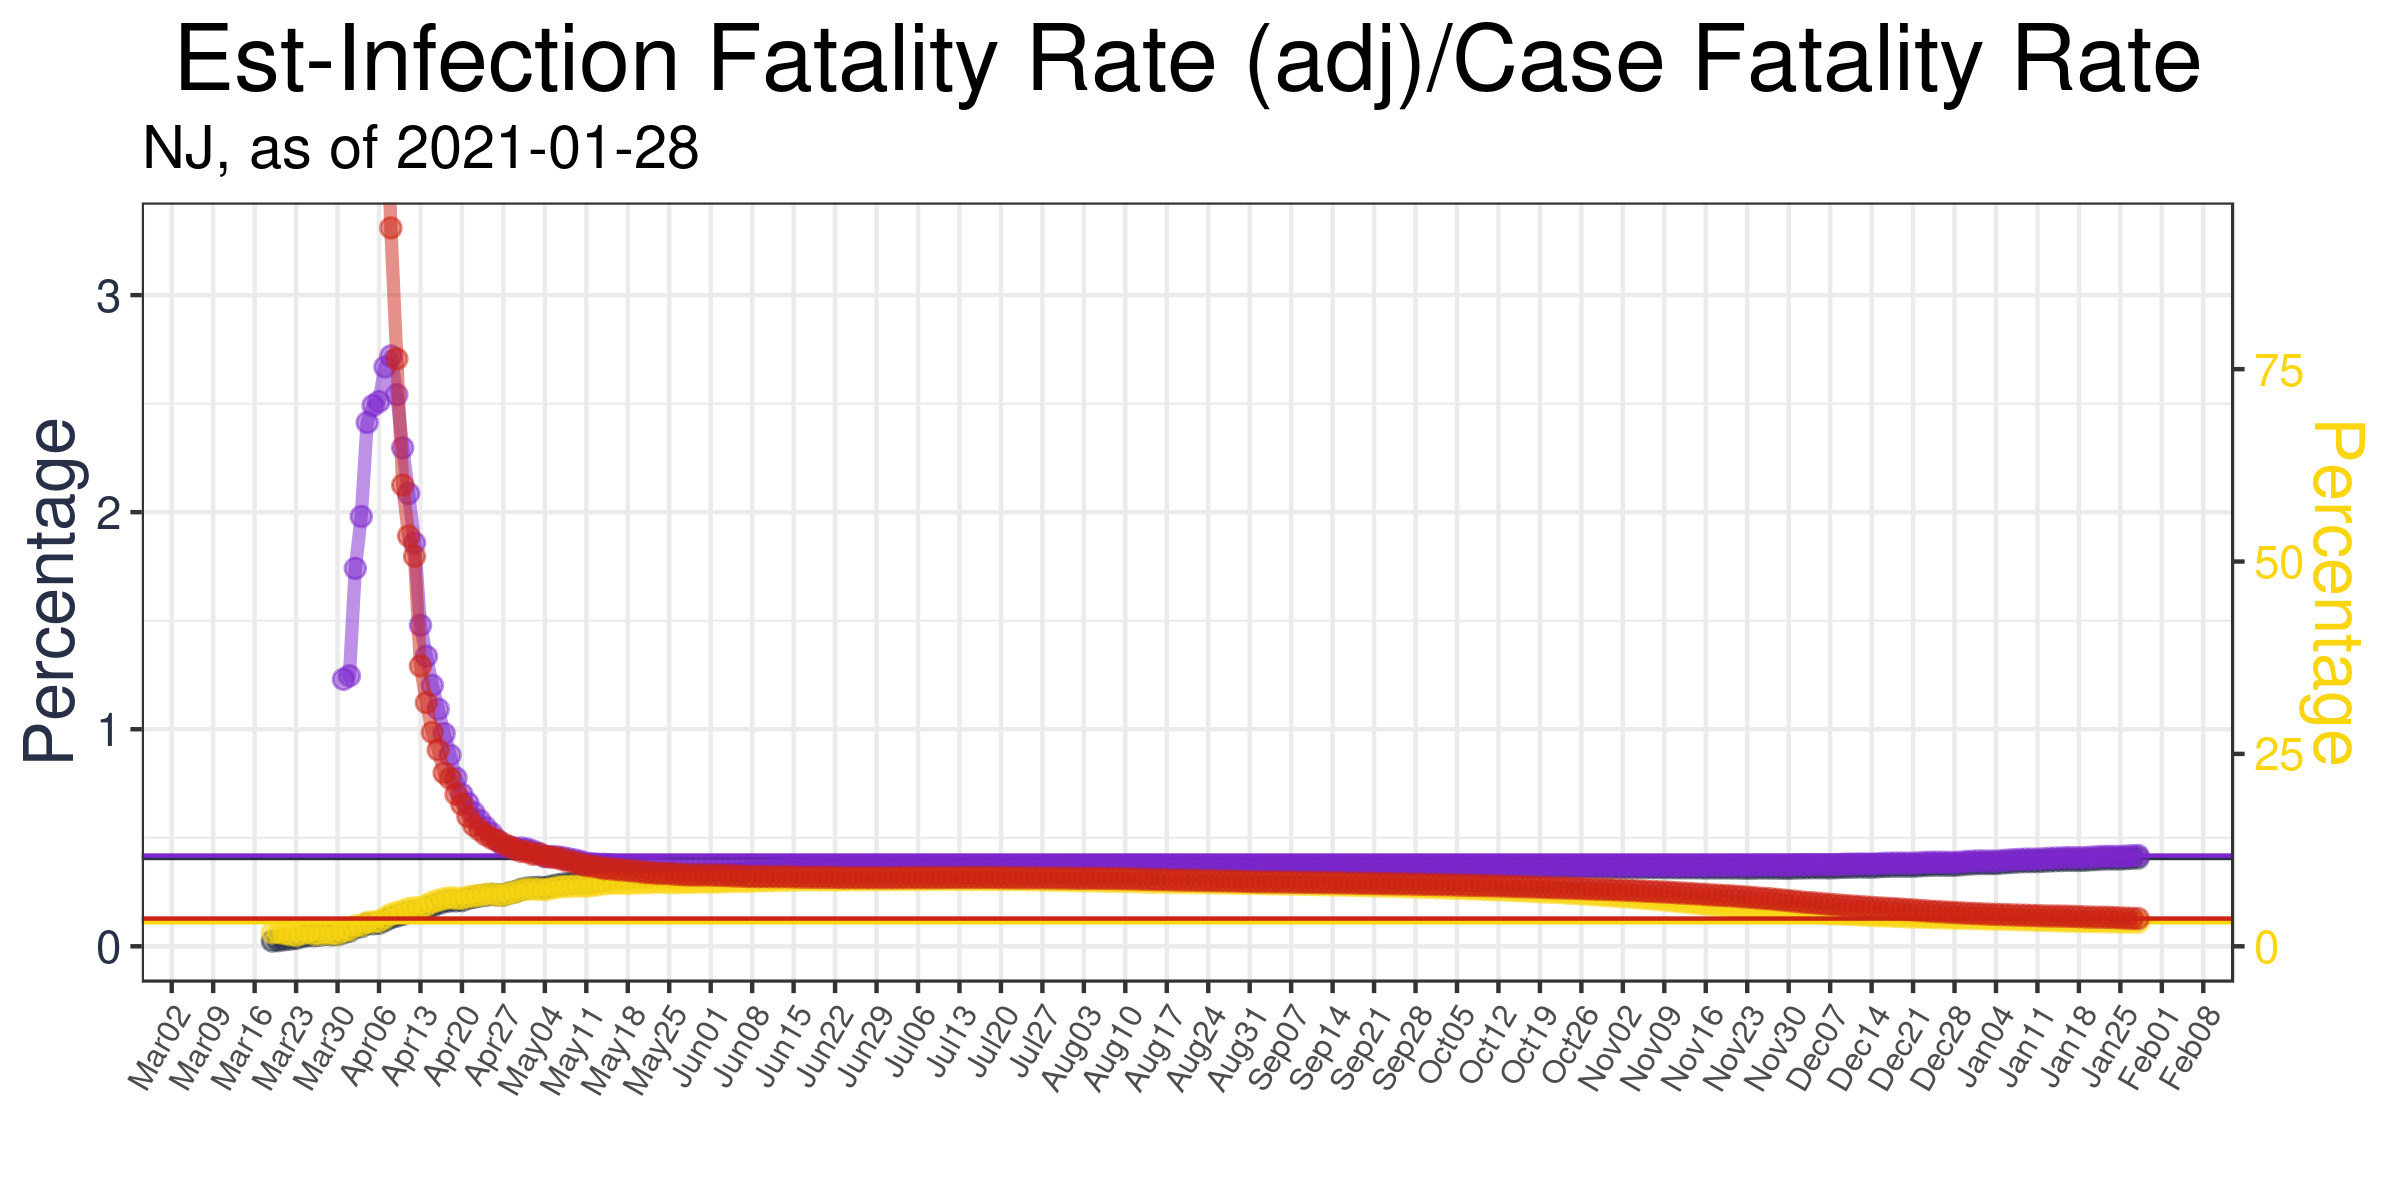 Est-Infection Fatality Rate (adj)/Case Fatality Rate
NJ, as of 2021-01-28
Percentage
3
2
1
0
75
50
25
0
Percentage
Mar02 Mar09 Mar16 Mar23 Mar30 Apr06 Apr13 Apr20 Apr27 May04 May11 May18 May25 Jun01 Jun08 Jun15 Jun22 Jun29 Jul06 Jul13 Jul20 Jul27 Aug03 Aug10 Aug17 Aug24 Aug31 Sep07 Sep14 Sep21 Sep28 Oct05 Oct12 Oct19 Oct26 Nov02 Nov09 Nov16 Nov23 Nov30 Dec07 Dec14 Dec21 Dec28 Jan04 Jan11 Jan18 Jan25 Feb01 Feb08